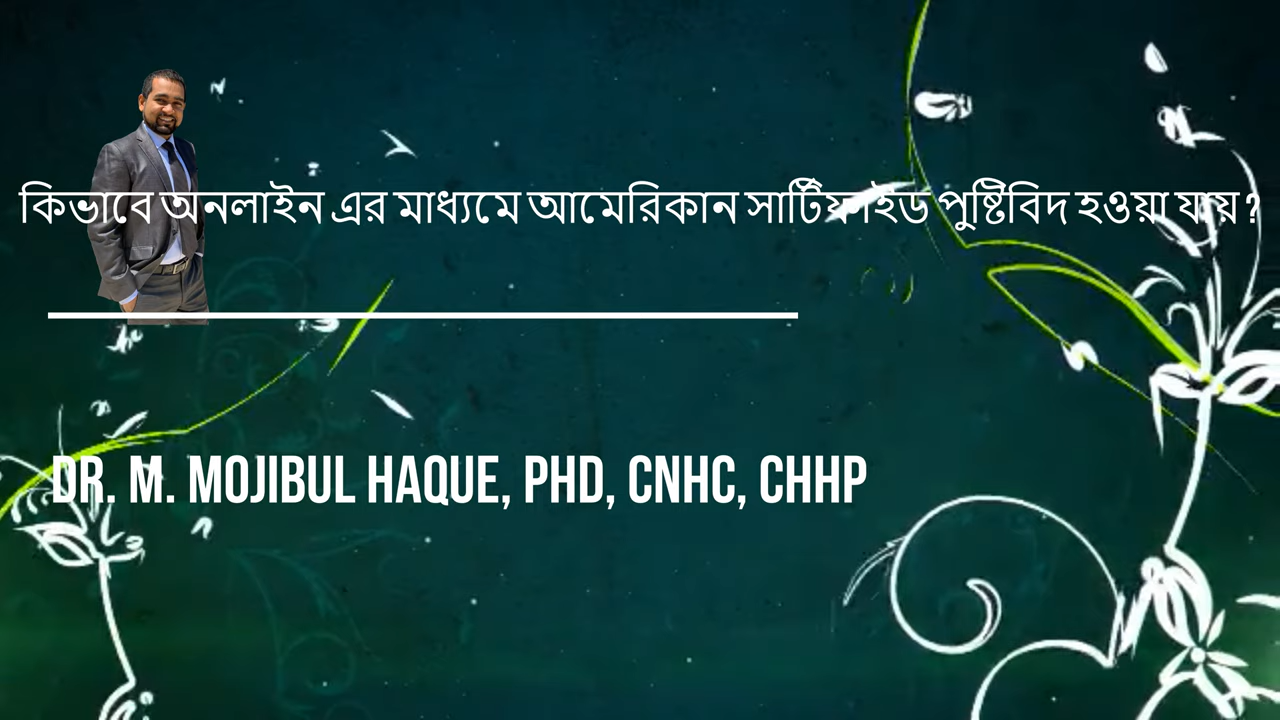 কিভাবে অনলাইন এর মাধ্যমে আমেরিকান সার্টিফাইড পুষ্টিবিদ হওয়া যায়?
DR. M. MOJIBUL HAQUE, PHD, CNHC, CHHP